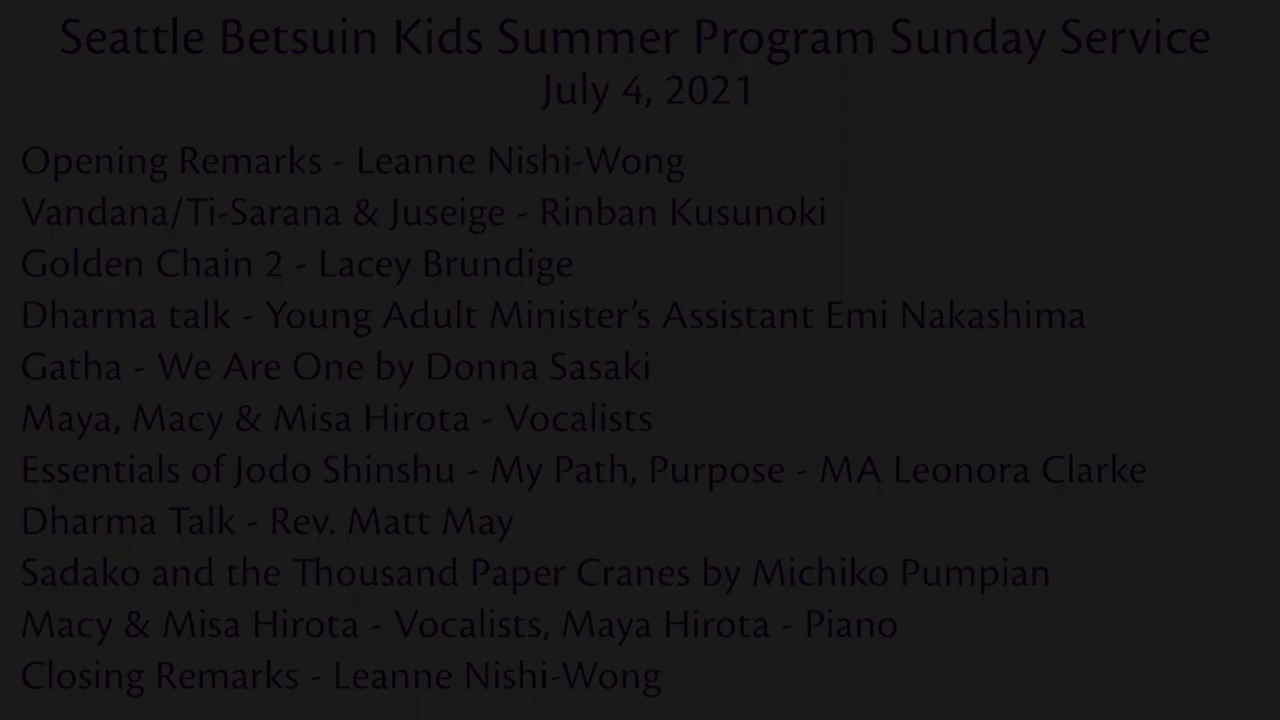 Seattle Betsuin Kids Summer Program Sunday Service
July 4, 2021
Opening Remarks - Leanne Nishi-Wong
Vandana/Ti-Sarana & Juseige - Rinban Kusunoki
Golden Chain 2 - Lacey Brundige
Dharma talk - Young Adult Minister’s Assistant Emi Nakashima
Gatha - We Are One by Donna Sasaki
Maya, Macy & Misa Hirota - Vocalists
Essentials of Jodo Shinshu - My Path, Purpose - MA Leonora Clarke
Dharma Talk - Rev. Matt May
Sadako and the Thousand Paper Cranes by Michiko Pumpian
Macy & Misa Hirota - Vocalists, Maya Hirota - Piano
Closing Remarks - Leanne Nishi-Wong